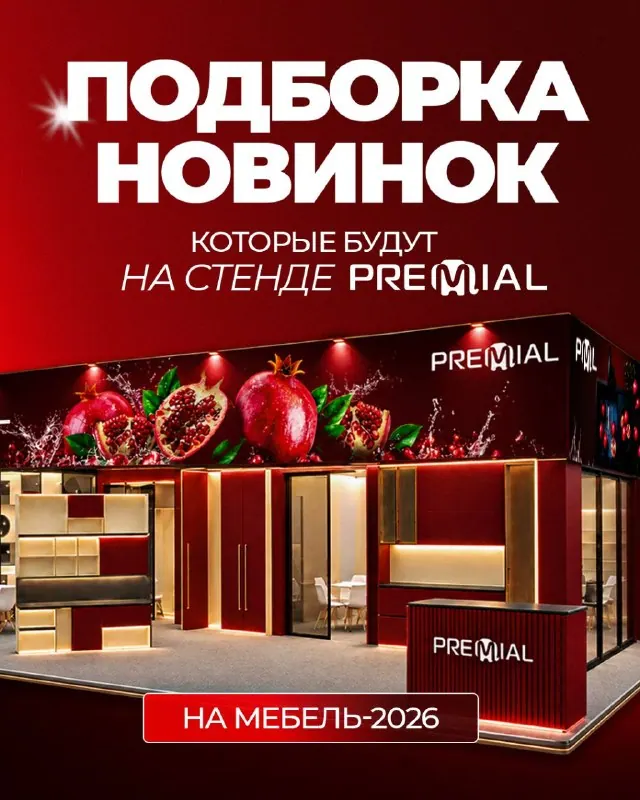 ПОДБОРКА
НОВИНОК
КОТОРЫЕ БУДУТ
НА СТЕНДЕ PREMIAL
PREMIAL
PREMIAL
НА МЕБЕЛЬ-2026